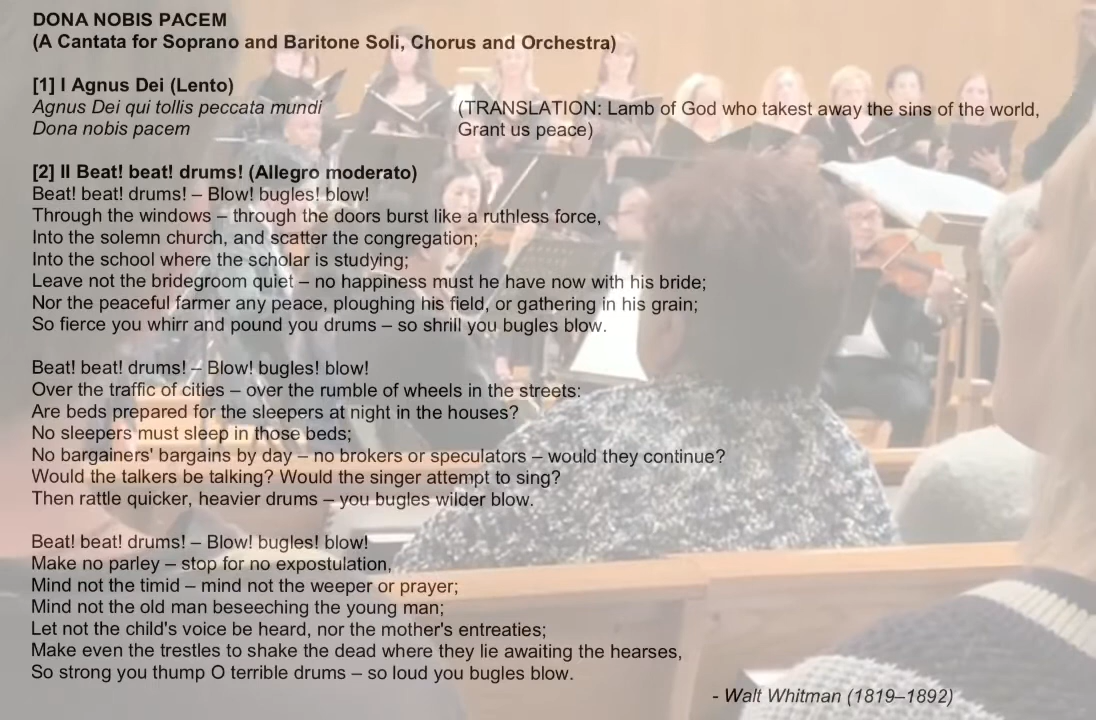 DONA NOBIS PACEM
(A Cantata for Soprano and Baritone Soli, Chorus and Orchestra)
[1] I Agnus Dei (Lento)
Agnus Dei qui tollis peccata mundi
Dona nobis pacem
(TRANSLATION: Lamb of God who takest away the sins of the world,
Grant us peace)
[2] II Beat! beat! drums! (Allegro moderato)
Beat! beat! drums! – Blow! bugles! blow!
Through the windows – through the doors burst like a ruthless force,
Into the solemn church, and scatter the congregation;
Into the school where the scholar is studying;
Leave not the bridegroom quiet – no happiness must he have now with his bride;
Nor the peaceful farmer any peace, ploughing his field, or gathering in his grain;
So fierce you whirr and pound you drums – so shrill you bugles blow.
Beat! beat! drums! – Blow! bugles! blow!
Over the traffic of cities – over the rumble of wheels in the streets:
Are beds prepared for the sleepers at night in the houses?
No sleepers must sleep in those beds;
No bargainers' bargains by day – no brokers or speculators – would they continue?
Would the talkers be talking? Would the singer attempt to sing?
Then rattle quicker, heavier drums – you bugles wilder blow.
Beat! beat! drums! – Blow! bugles! blow!
Make no parley – stop for no expostulation,
Mind not the timid – mind not the weeper or prayer;
Mind not the old man beseeching the young man;
Let not the child's voice be heard, nor the mother's entreaties;
Make even the trestles to shake the dead where they lie awaiting the hearses,
So strong you thump O terrible drums – so loud you bugles blow.
- Walt Whitman (1819–1892)